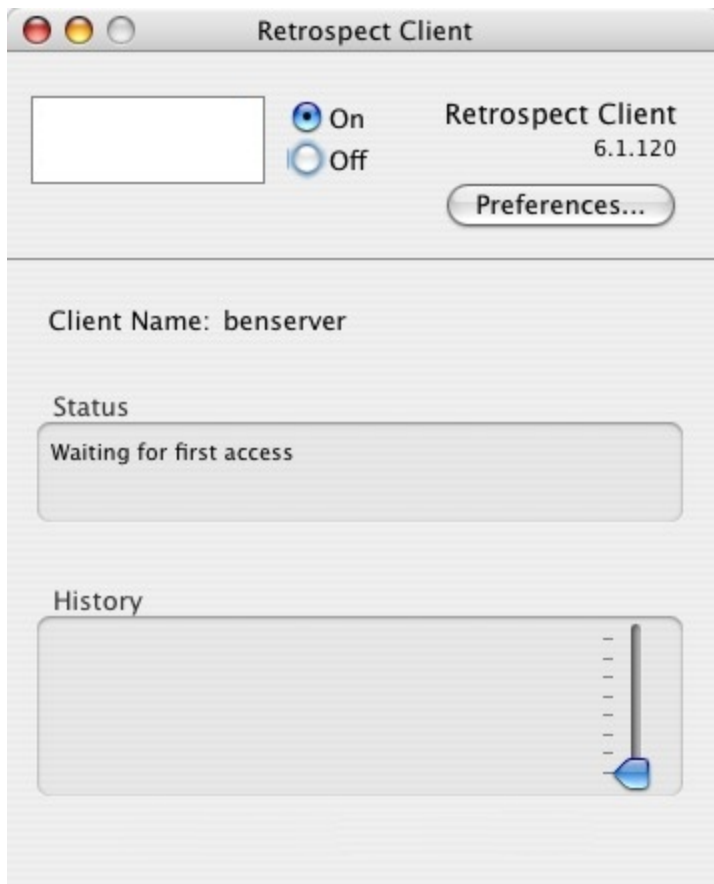 Retrospect Client
On
Off
Retrospect Client
6.1.120
Preferences...
Client Name: benserver
Status
Waiting for first access
History